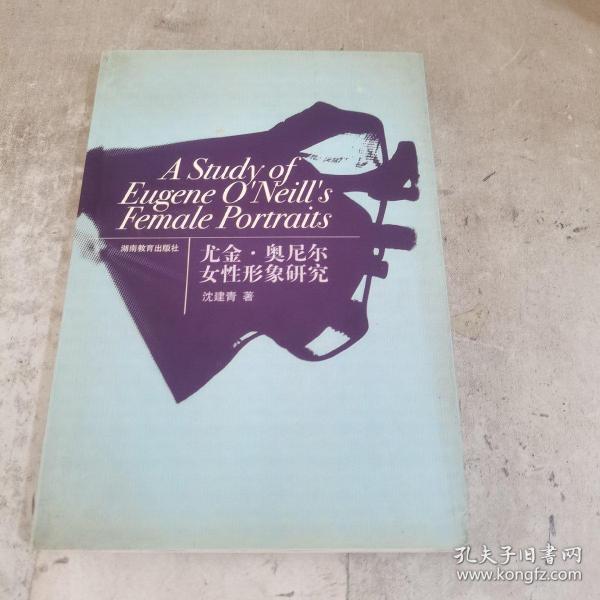 A Study of
Eugene O'Neill's
Female Portraits
湖南教育出版社
尤金·奥尼尔
女性形象研究
沈建青 著
孔夫子旧书网
www.kongfz.com